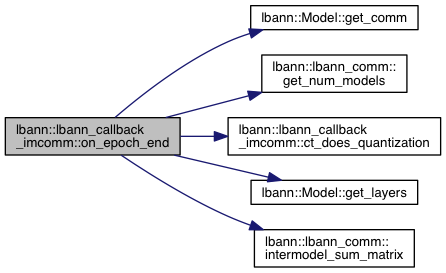 lbann::Model::get_comm
lbann::lbann_comm::
get_num_models
lbann::lbann_callback
_imcomm::on_epoch_end
lbann::lbann_callback
_imcomm::ct_does_quantization
lbann::Model::get_layers
lbann::lbann_comm::
intermodel_sum_matrix